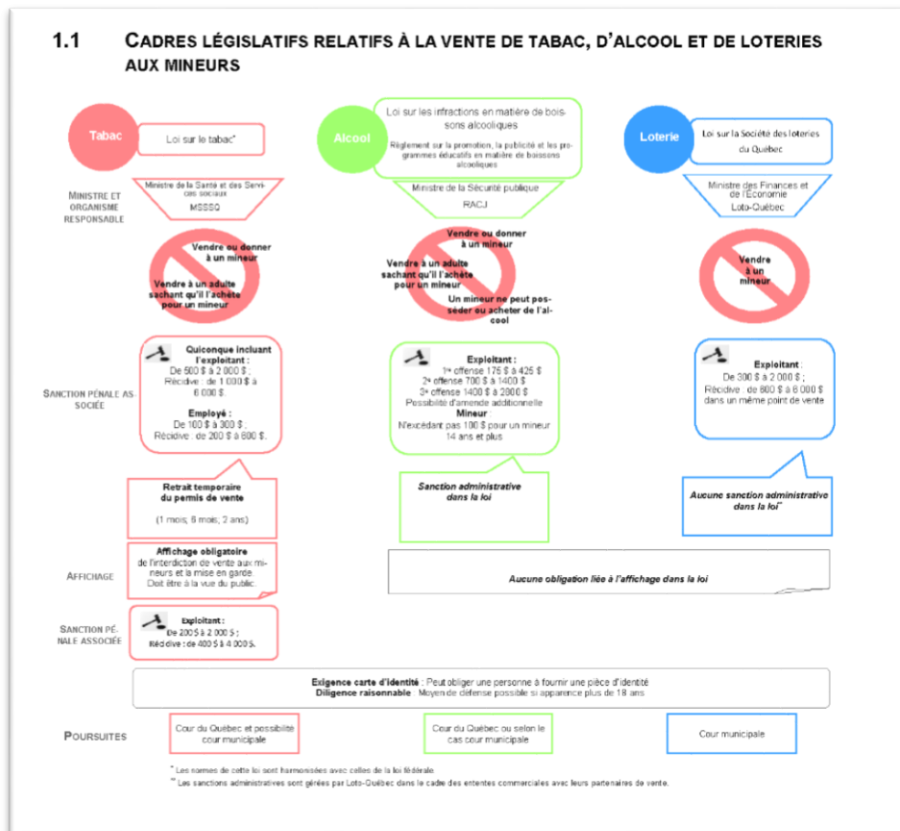 1.1 CADRES LÉGISLATIFS RELATIFS À LA VENTE DE TABAC, D'ALCOOL ET DE LOTERIES
AUX MINEURS
Tabac
Loi sur le tabac*
Alcool
Loi sur les infractions en matière de bois-
sons alcooliques
Règlement sur la promotion, la publicité et les pro-
grammes éducatifs en matière de boissons
alcooliques
Loterie
Loi sur la Société des loteries
du Québec
MINISTRE ET
ORGANISME
RESPONSABLE
Ministre de la Santé et des Servi-
ces sociaux
MSSSQ
Ministre de la Sécurité publique
RACJ
Ministre des Finances et
de l'Économie
Loto-Québec
Vendre ou donner
à un mineur
Vendre à un adulte
sachant qu'il l'achète
pour un mineur
Vendre ou donner
à un mineur
Vendre à un adulte
sachant qu'il l'achète
pour un mineur
Un mineur ne peut pos-
séder ou acheter de l'al-
cool
Vendre
à un
mineur
SANCTION PÉNALE AS-
SOCIÉE
Quiconque incluant
l'exploitant :
De 500 $ à 2 000 $ ;
Récidive : de 1 000 $ à
6 000 $.
Employé :
De 100 $ à 300 $ ;
Récidive : de 200 $ à 600 $.
Exploitant :
1re offense 175 $ à 425 $
2e offense 700 $ à 1400 $
3e offense 1400 $ à 2800 $
Possibilité d'amende additionnelle
Mineur :
N'excédant pas 100 $ pour un mineur
14 ans et plus
Exploitant :
De 300 $ à 2 000 $ ;
Récidive : de 600 $ à 6 000 $
dans un même point de vente
Retrait temporaire
du permis de vente
(1 mois; 6 mois; 2 ans)
Sanction administrative
dans la loi
Aucune sanction administrative
dans la loi**
AFFICHAGE
Affichage obligatoire
de l'interdiction de vente aux mi-
neurs et la mise en garde.
Doit être à la vue du public.
Aucune obligation liée à l'affichage dans la loi
SANCTION PÉ-
NALE ASSOCIÉE
Exploitant :
De 200 $ à 2 000 $ ;
Récidive : de 400 $ à 4 000 $.
Exigence carte d'identité : Peut obliger une personne à fournir une pièce d'identité
Diligence raisonnable : Moyen de défense possible si apparence plus de 18 ans
POURSUITES
Cour du Québec et possibilité
cour municipale
Cour du Québec ou selon le
cas cour municipale
Cour municipale
* Les normes de cette loi sont harmonisées avec celles de la loi fédérale.
** Les sanctions administratives sont gérées par Loto-Québec dans le cadre des ententes commerciales avec leurs partenaires de vente.